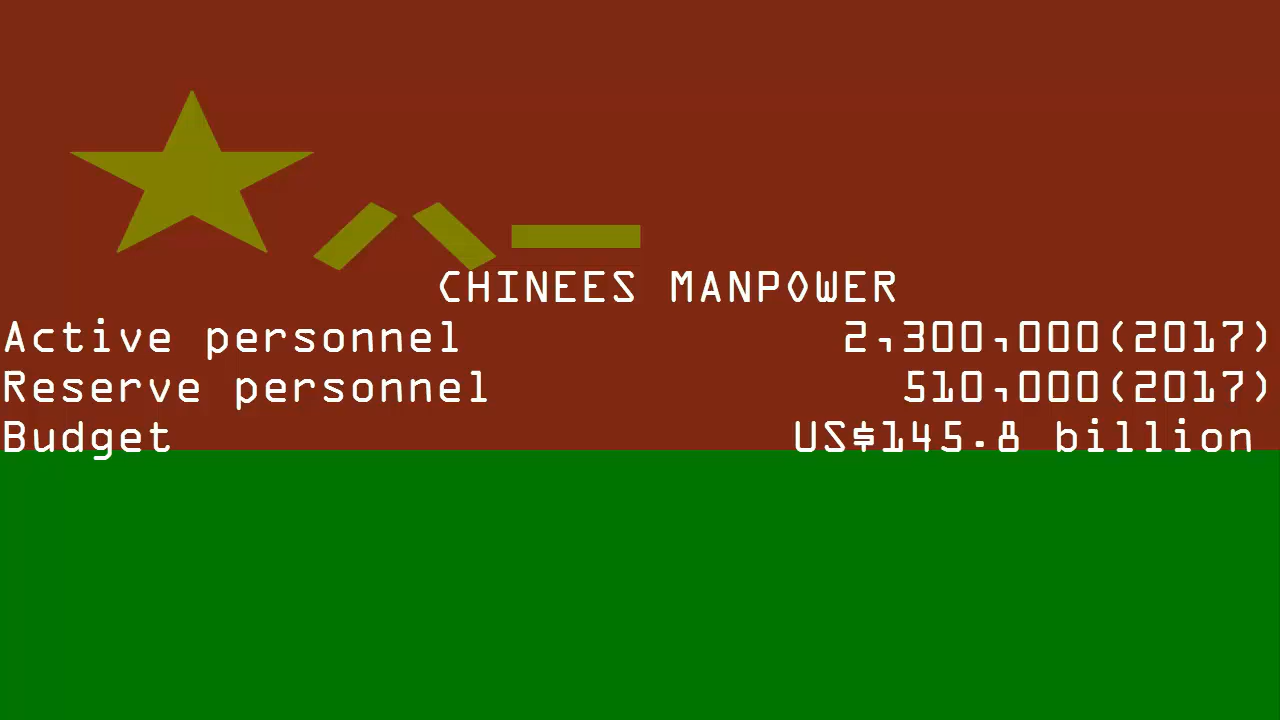 八一
CHINEES MANPOWER
Active personnel 2,300,000(2017)
Reserve personnel 510,000(2017)
Budget US$145.8 billion